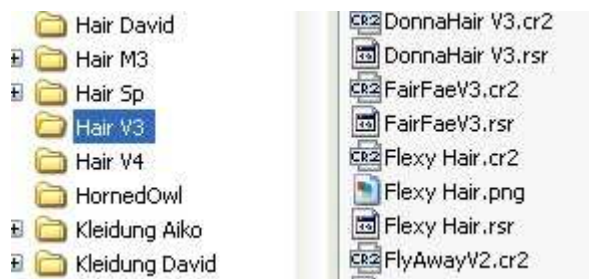 Hair David
Hair M3
Hair Sp
Hair V3
Hair V4
HornedOwl
Kleidung Aiko
Kleidung David
DonnaHair V3.cr2
DonnaHair V3.rsr
FairFaeV3.cr2
FairFaeV3.rsr
Flexy Hair.cr2
Flexy Hair.png
Flexy Hair.rsr
FlyAwayV2.cr2